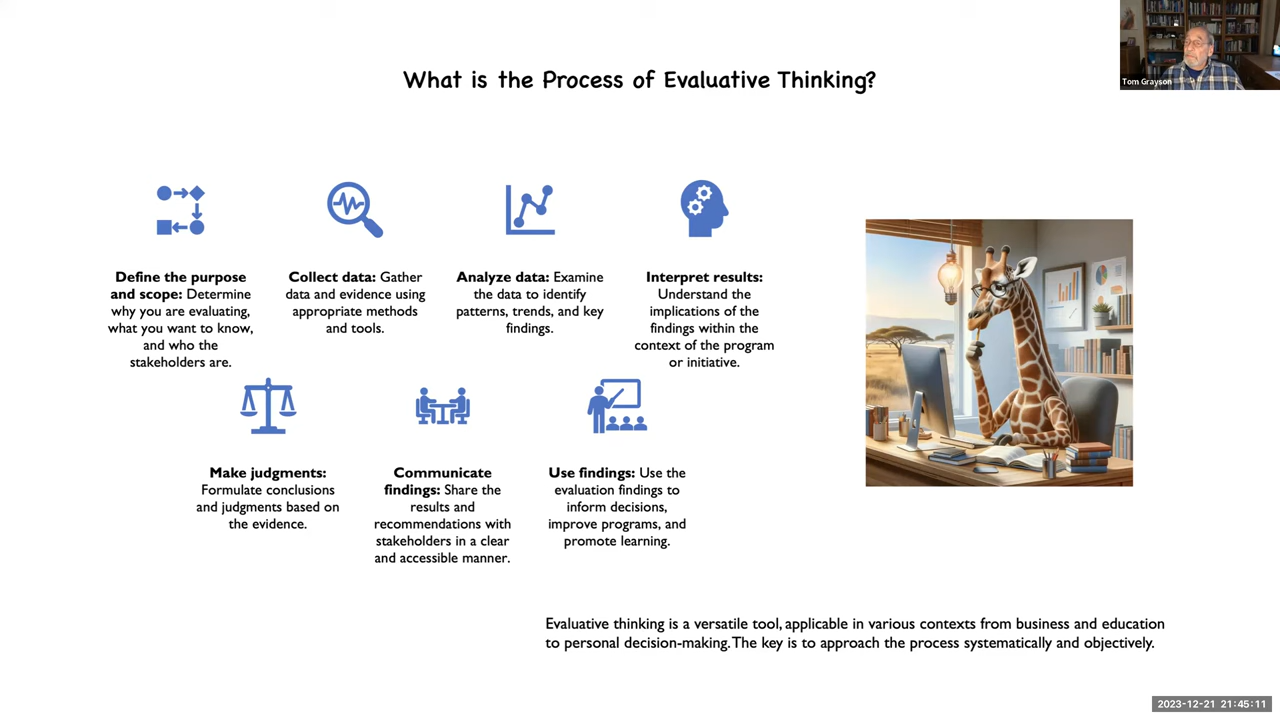 What is the Process of Evaluative Thinking?
Tom Grayson
Define the purpose
and scope: Determine
why you are evaluating,
what you want to know,
and who the
stakeholders are.
Collect data: Gather
data and evidence using
appropriate methods
and tools.
Analyze data: Examine
the data to identify
patterns, trends, and key
findings.
Interpret results:
Understand the
implications of the
findings within the
context of the program
or initiative.
Make judgments:
Formulate conclusions
and judgments based on
the evidence.
Communicate
findings: Share the
results and
recommendations with
stakeholders in a clear
and accessible manner.
Use findings: Use the
evaluation findings to
inform decisions,
improve programs, and
promote learning.
Evaluative thinking is a versatile tool, applicable in various contexts from business and education
to personal decision-making. The key is to approach the process systematically and objectively.
2023-12-21 21:45:11